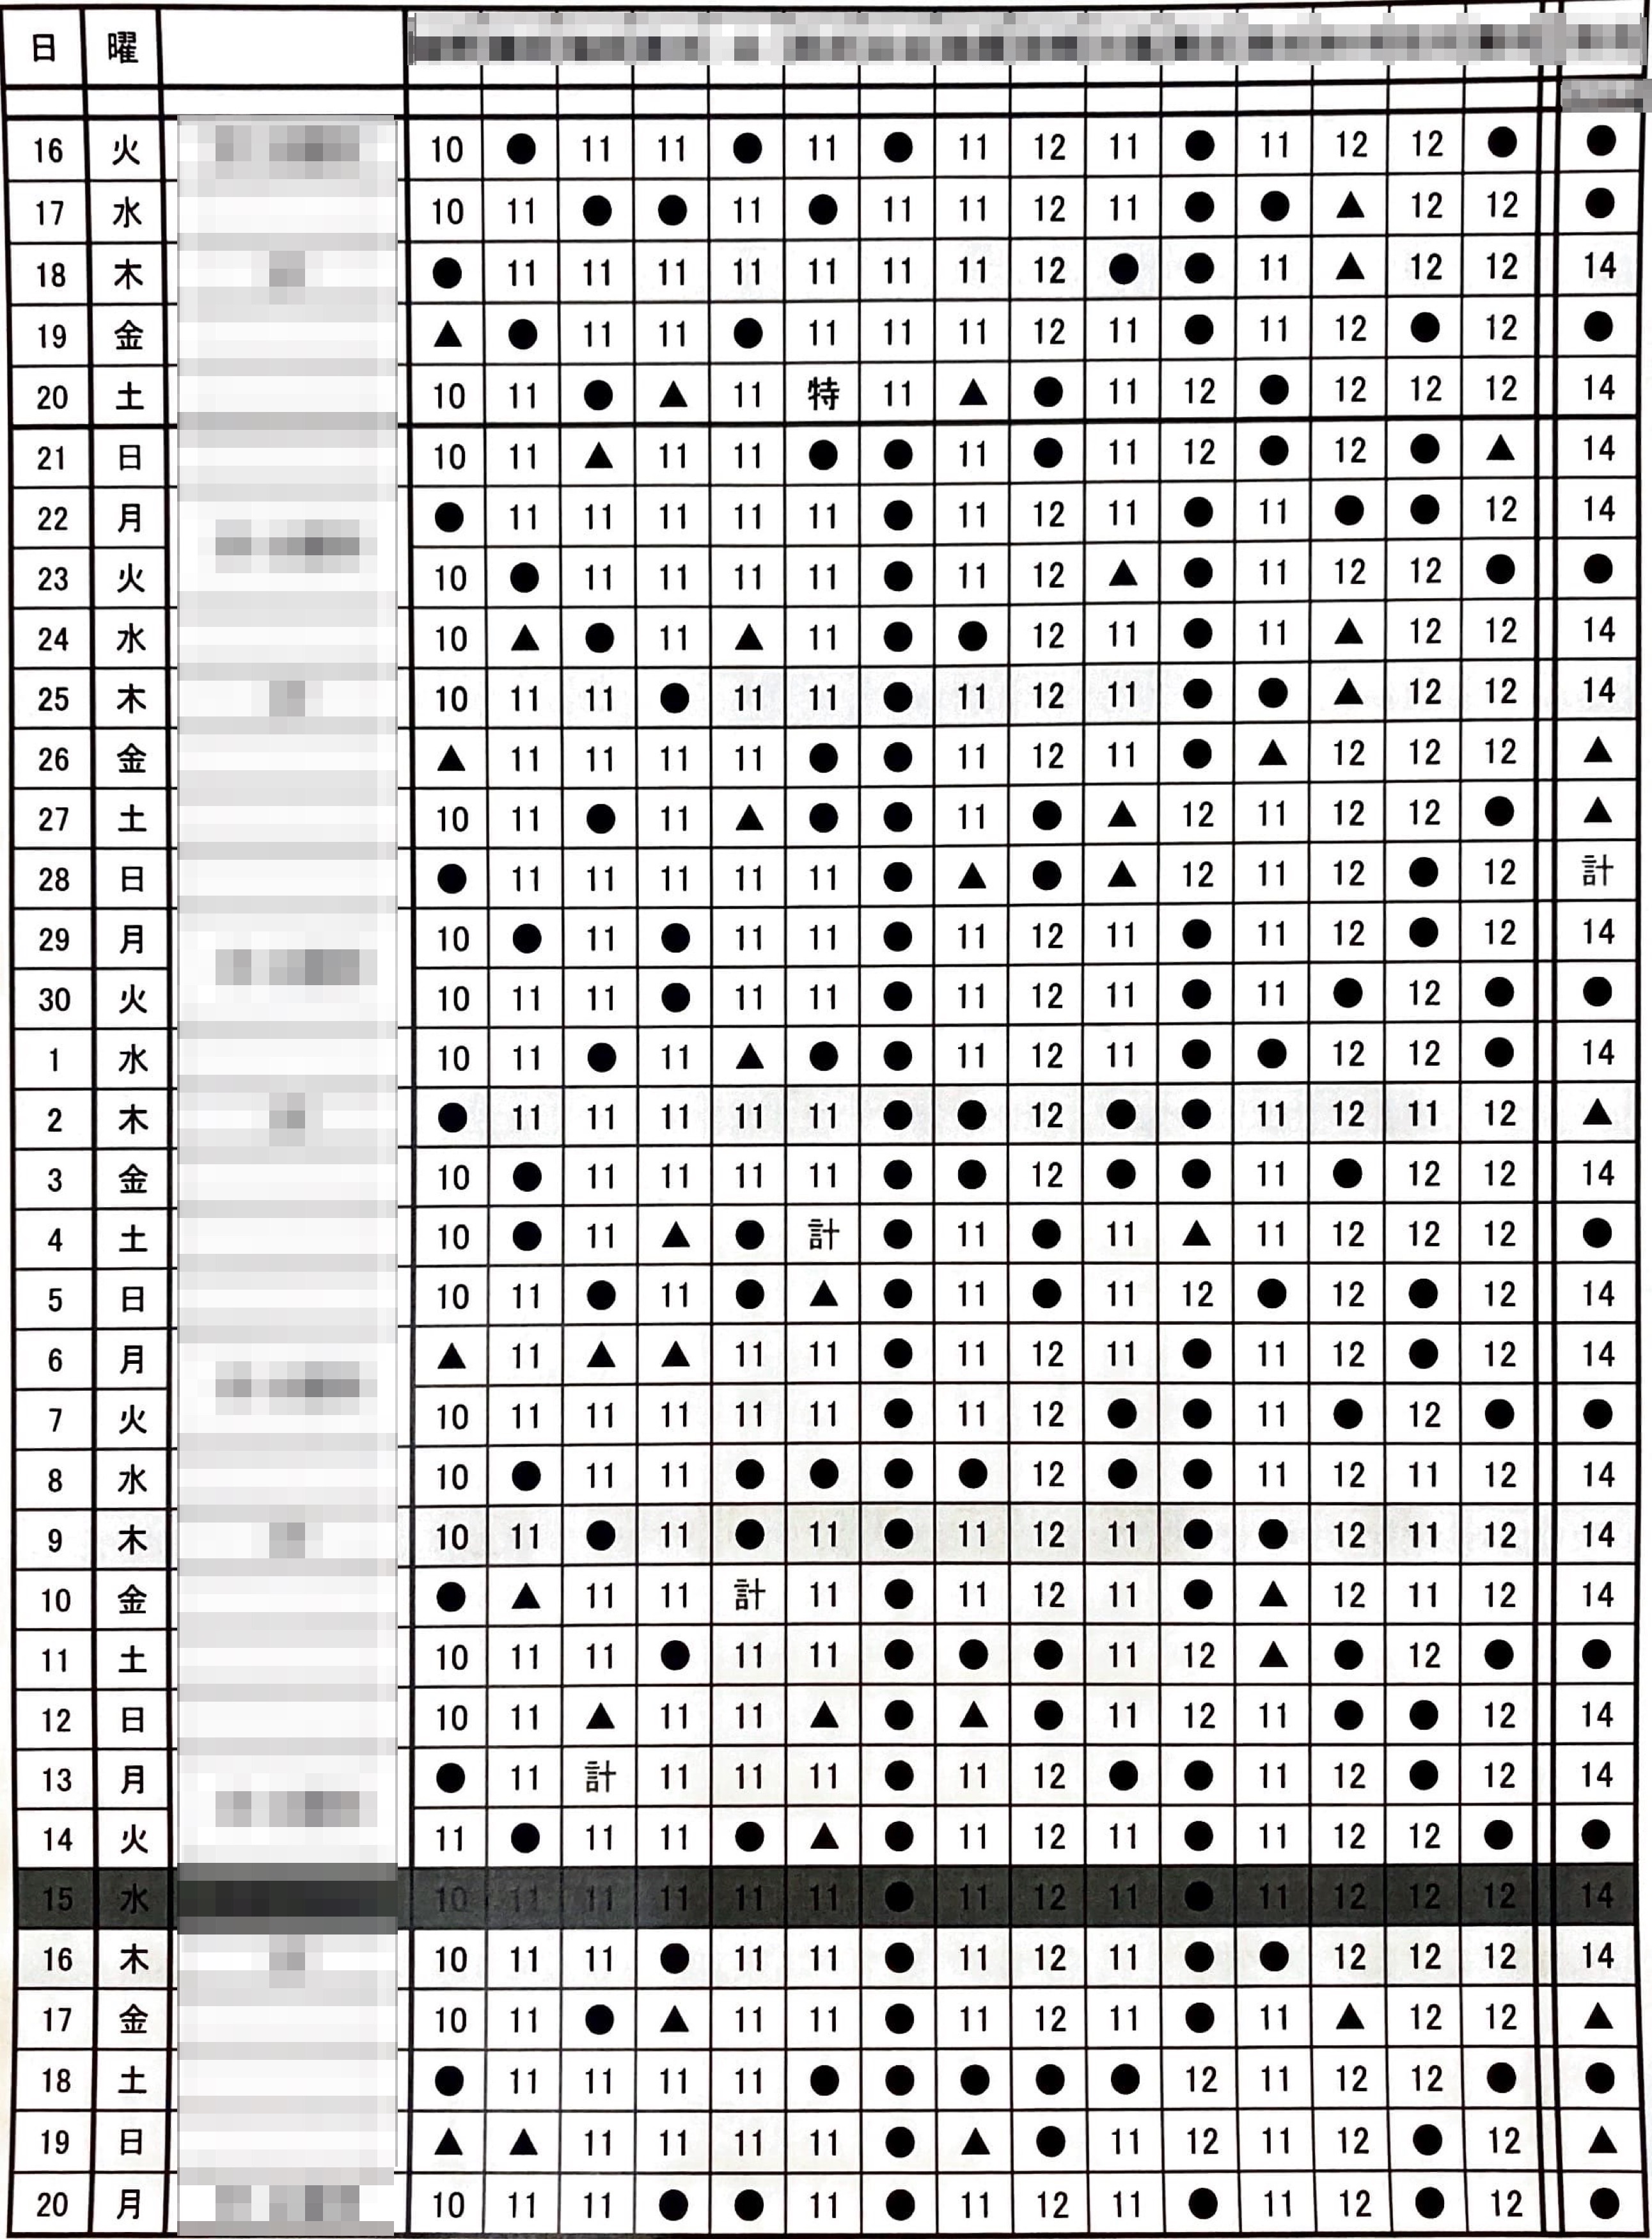 日 曜
16 火 10 ● 11 11 ● 11 ● 11 12 11 ● 11 12 12 ● ●
17 水 10 11 ● ● 11 ● 11 11 12 11 ● ● ▲ 12 12 ●
18 木 ● 11 11 11 11 11 11 11 12 ● ● 11 ▲ 12 12 14
19 金 ▲ ● 11 11 ● 11 11 11 12 11 ● 11 12 ● 12 ●
20 土 10 11 ● ▲ 11 特 11 ▲ ● 11 12 ● 12 12 12 14
21 日 10 11 ▲ 11 11 ● ● 11 ● 11 12 ● 12 ● ▲ 14
22 月 ● 11 11 11 11 11 ● 11 12 11 ● 11 ● ● 12 14
23 火 10 ● 11 11 11 11 ● 11 12 ▲ ● 11 12 12 ● ●
24 水 10 ▲ ● 11 ▲ 11 ● ● 12 11 ● 11 ▲ 12 12 14
25 木 10 11 11 ● 11 11 ● 11 12 11 ● ● ▲ 12 12 14
26 金 ▲ 11 11 11 11 ● ● 11 12 11 ● ▲ 12 12 12 ▲
27 土 10 11 ● 11 ▲ ● ● 11 ● ▲ 12 11 12 12 ● ▲
28 日 ● 11 11 11 11 11 ● ▲ ● ▲ 12 11 12 ● 12 計
29 月 10 ● 11 ● 11 11 ● 11 12 11 ● 11 12 ● 12 14
30 火 10 11 11 ● 11 11 ● 11 12 11 ● 11 ● 12 ● ●
1 水 10 11 ● 11 ▲ ● ● 11 12 11 ● ● 12 12 ● 14
2 木 ● 11 11 11 11 11 ● ● 12 ● ● 11 12 11 12 ▲
3 金 10 ● 11 11 11 11 ● ● 12 ● ● 11 ● 12 12 14
4 土 10 ● 11 ▲ ● 計 ● 11 ● 11 ▲ 11 12 12 12 ●
5 日 10 11 ● 11 ● ▲ ● 11 ● 11 12 ● 12 ● 12 14
6 月 ▲ 11 ▲ ▲ 11 11 ● 11 12 11 ● 11 12 ● 12 14
7 火 10 11 11 11 11 11 ● 11 12 ● ● 11 ● 12 ● ●
8 水 10 ● 11 11 ● ● ● ● 12 ● ● 11 12 11 12 14
9 木 10 11 ● 11 ● 11 ● 11 12 11 ● ● 12 11 12 14
10 金 ● ▲ 11 11 計 11 ● 11 12 11 ● ▲ 12 11 12 14
11 土 10 11 11 ● 11 11 ● ● ● 11 12 ▲ ● 12 ● ●
12 日 10 11 ▲ 11 11 ▲ ● ▲ ● 11 12 11 ● ● 12 14
13 月 ● 11 計 11 11 11 ● 11 12 ● ● 11 12 ● 12 14
14 火 11 ● 11 11 ● ▲ ● 11 12 11 ● 11 12 12 ● ●
15 水 10 11 11 11 11 11 ● 11 12 11 ● 11 12 12 12 14
16 木 10 11 11 ● 11 11 ● 11 12 11 ● ● 12 12 12 14
17 金 10 11 ● ▲ 11 11 ● 11 12 11 ● 11 ▲ 12 12 ▲
18 土 ● 11 11 11 11 ● ● ● ● ● 12 11 12 12 ● ●
19 日 ▲ ▲ 11 11 11 11 ● ▲ ● 11 12 11 12 ● 12 ▲
20 月 10 11 11 ● ● 11 ● 11 12 11 ● 11 12 ● 12 ●